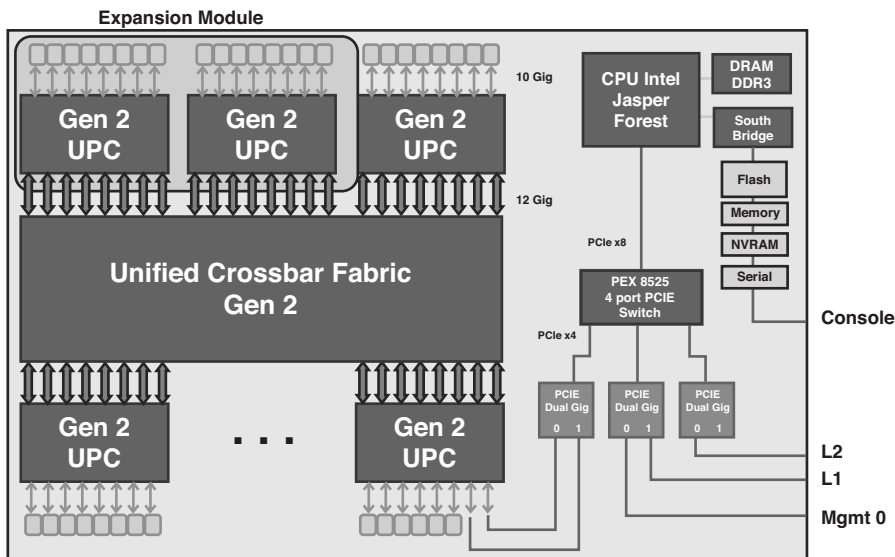 Expansion Module
10 Gig
Gen 2
UPC
Gen 2
UPC
Gen 2
UPC
12 Gig
Unified Crossbar Fabric
Gen 2
Gen 2
UPC
. . .
Gen 2
UPC
CPU Intel
Jasper
Forest
DRAM
DDR3
South
Bridge
Flash
Memory
NVRAM
Serial
PCIe x8
PEX 8525
4 port PCIE
Switch
PCIe x4
PCIE
Dual Gig
0 1
PCIE
Dual Gig
0 1
PCIE
Dual Gig
0 1
Console
L2
L1
Mgmt 0